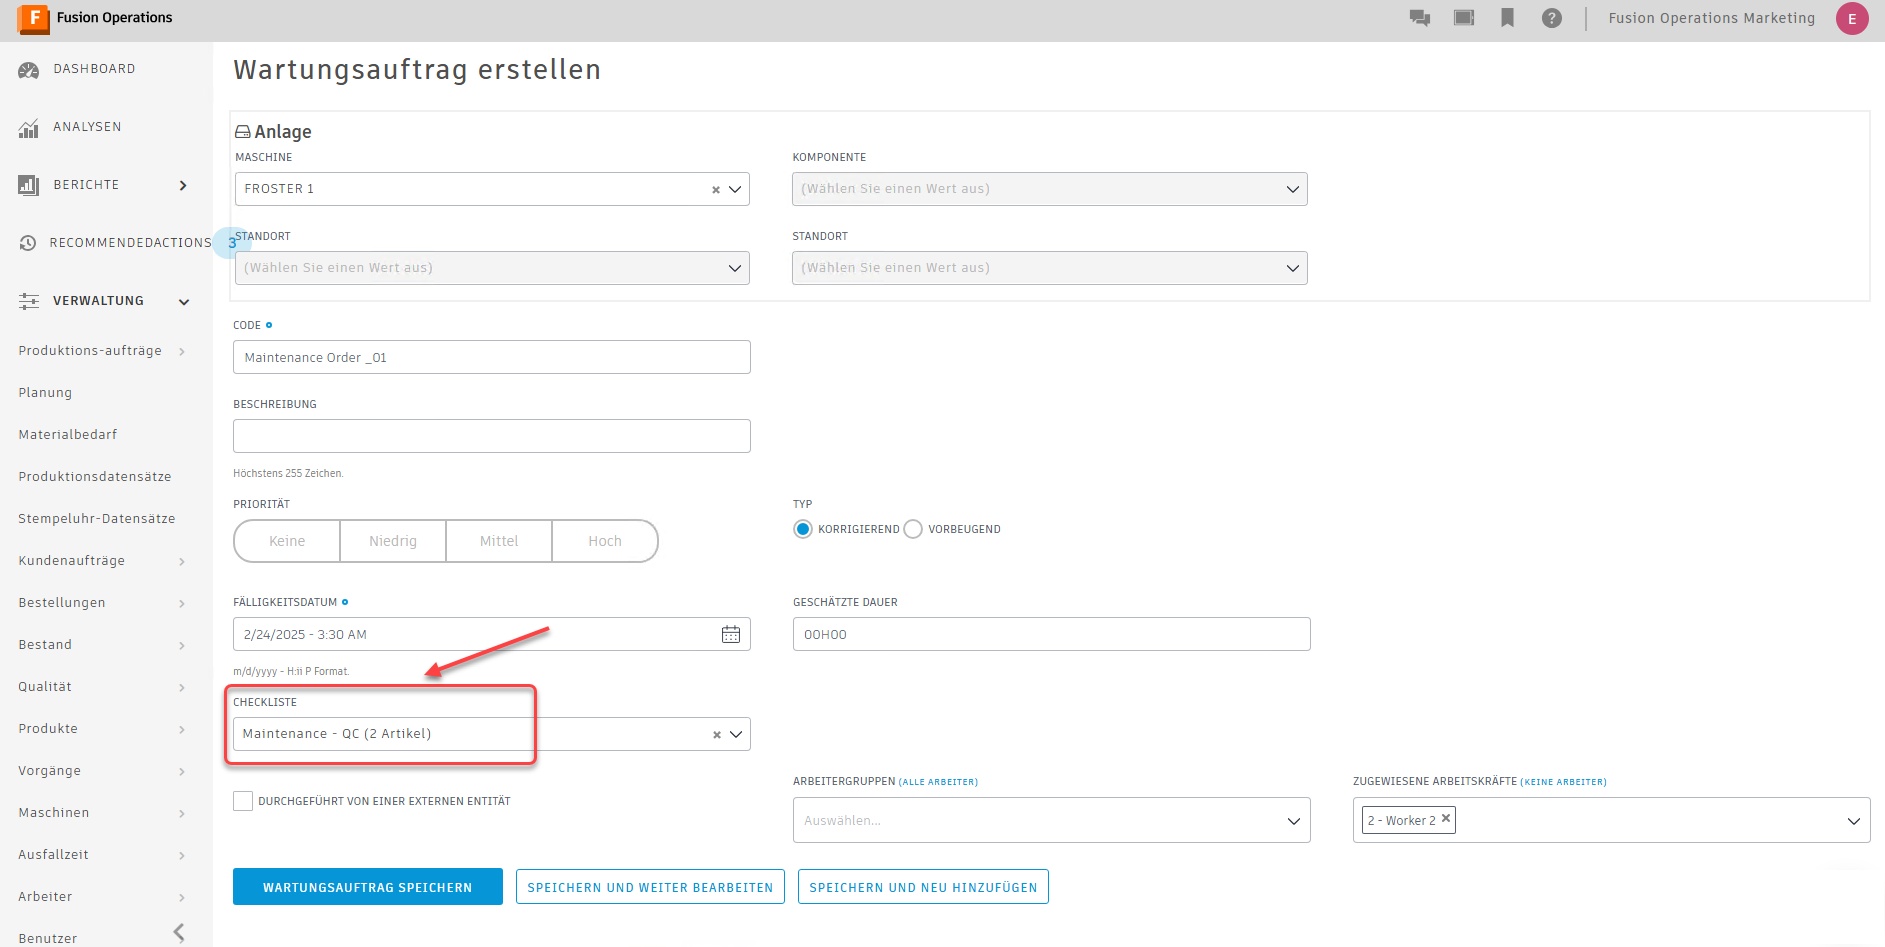 F Fusion Operations
? Fusion Operations Marketing E
DASHBOARD
ANALYSEN
BERICHTE
RECOMMENDEDACTIONS 3
VERWALTUNG
Produktions-aufträge
Planung
Materialbedarf
Produktionsdatensätze
Stempeluhr-Datensätze
Kundenaufträge
Bestellungen
Bestand
Qualität
Produkte
Vorgänge
Maschinen
Ausfallzeit
Arbeiter
Benutzer
Wartungsauftrag erstellen
Anlage
MASCHINE
FROSTER 1
KOMPONENTE
(Wählen Sie einen Wert aus)
STANDORT
(Wählen Sie einen Wert aus)
STANDORT
(Wählen Sie einen Wert aus)
CODE
Maintenance Order _01
BESCHREIBUNG
Höchstens 255 Zeichen.
PRIORITÄT
Keine Niedrig Mittel Hoch
TYP
KORRIGIEREND VORBEUGEND
FÄLLIGKEITSDATUM
2/24/2025 - 3:30 AM
m/d/yyyy - H:ii P Format.
GESCHÄTZTE DAUER
00H00
CHECKLISTE
Maintenance - QC (2 Artikel)
DURCHGEFÜHRT VON EINER EXTERNEN ENTITÄT
ARBEITERGRUPPEN (ALLE ARBEITER)
Auswählen...
ZUGEWIESENE ARBEITSKRÄFTE (KEINE ARBEITER)
2 - Worker 2
WARTUNGSAUFTRAG SPEICHERN
SPEICHERN UND WEITER BEARBEITEN
SPEICHERN UND NEU HINZUFÜGEN